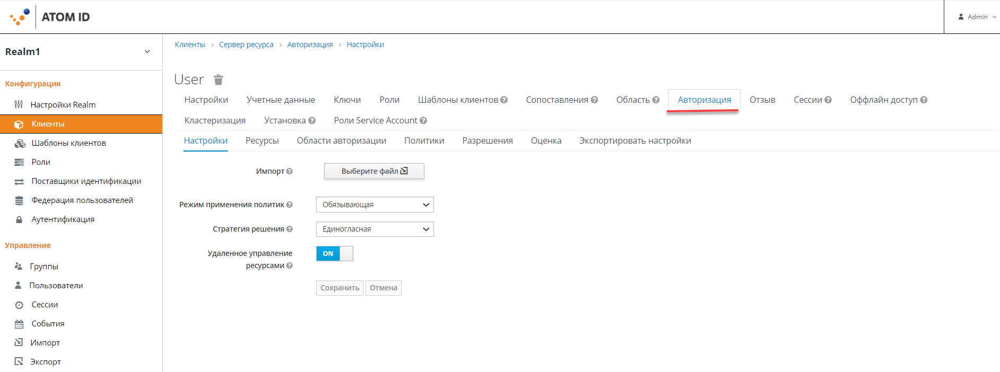 ATOM ID
Admin
Realm1
Клиенты › Сервер ресурса › Авторизация › Настройки
Конфигурация
Настройки Realm
Клиенты
Шаблоны клиентов
Роли
Поставщики идентификации
Федерация пользователей
Аутентификация
Управление
Группы
Пользователи
Сессии
События
Импорт
Экспорт
User
Настройки Учетные данные Ключи Роли Шаблоны клиентов Сопоставления Область Авторизация Отзыв Сессии Оффлайн доступ
Кластеризация Установка Роли Service Account
Настройки Ресурсы Области авторизации Политики Разрешения Оценка Экспортировать настройки
Импорт Выберите файл
Режим применения политик Обязывающая
Стратегия решения Единогласная
Удаленное управление ON
ресурсами
Сохранить Отмена